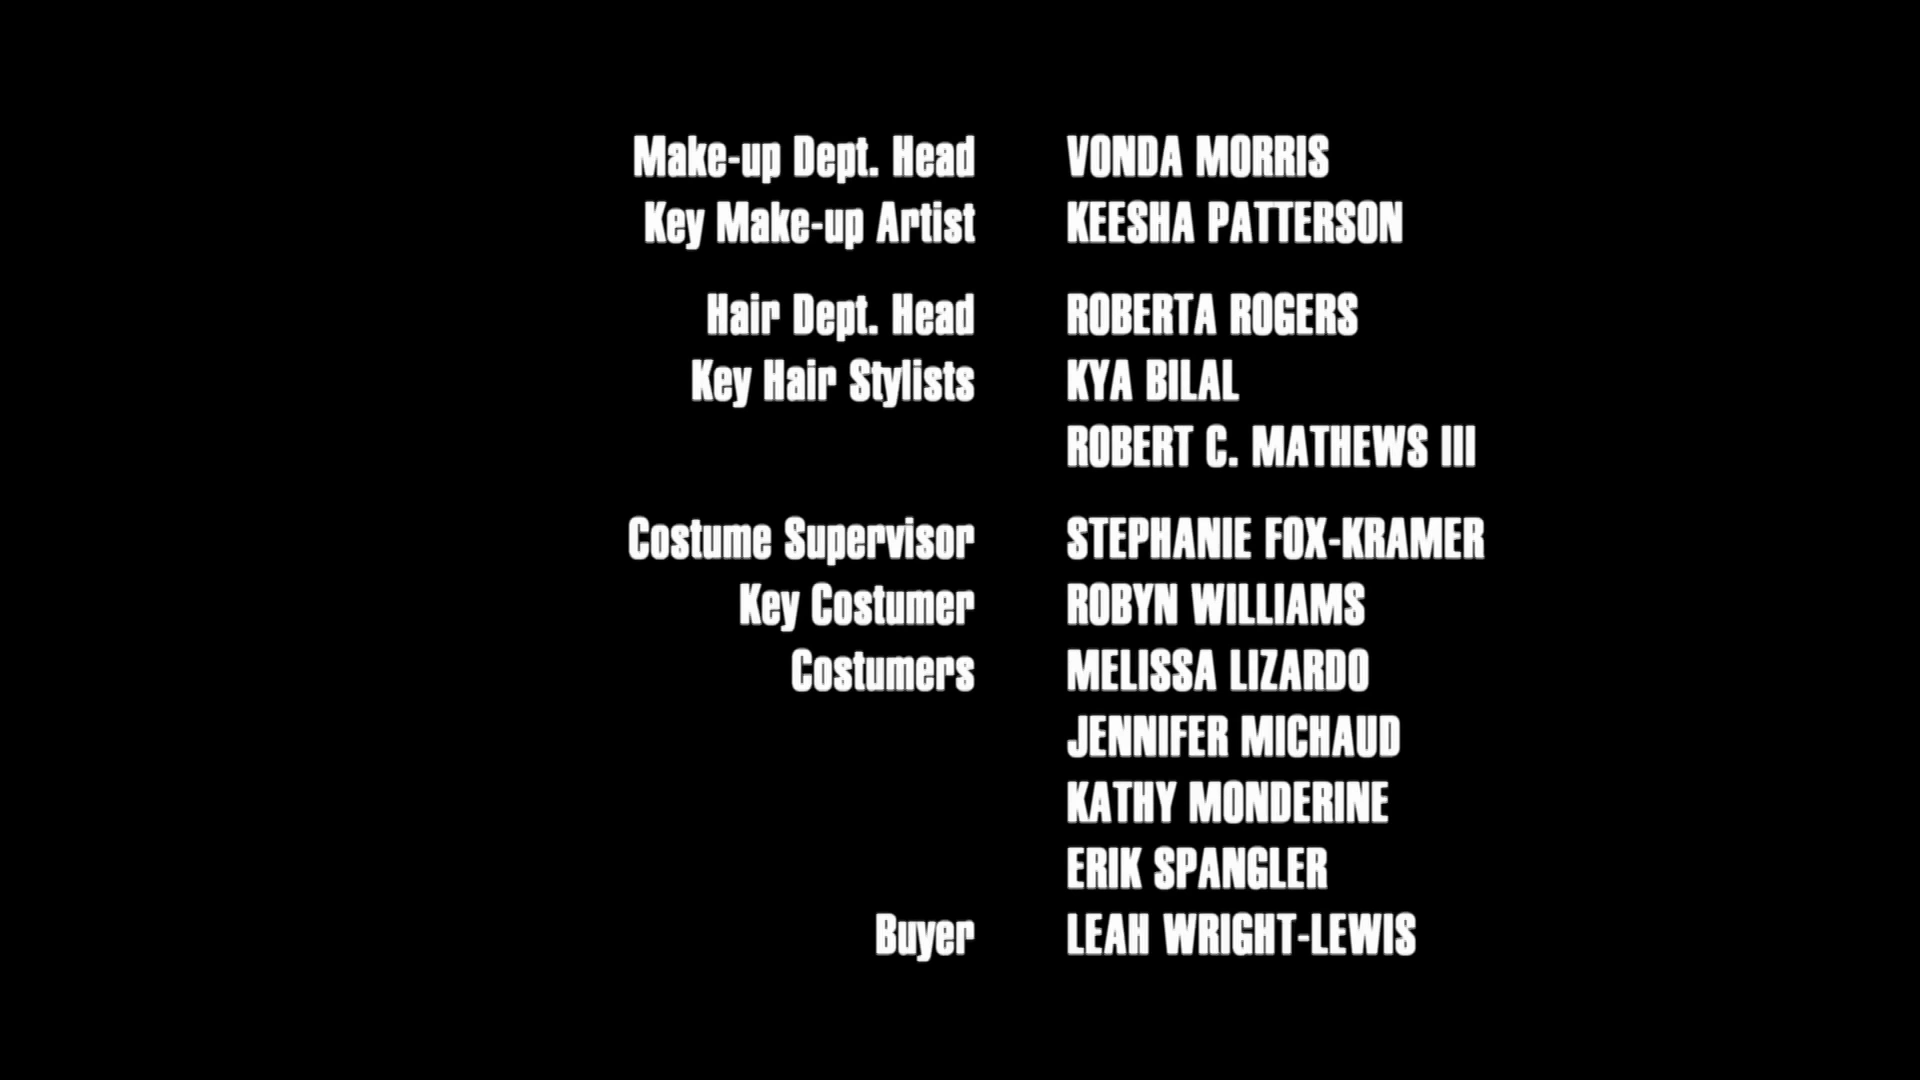 Make-up Dept. Head VONDA MORRIS
Key Make-up Artist KEESHA PATTERSON
Hair Dept. Head ROBERTA ROGERS
Key Hair Stylists KYA BILAL
ROBERT C. MATHEWS III
Costume Supervisor STEPHANIE FOX-KRAMER
Key Costumer ROBYN WILLIAMS
Costumers MELISSA LIZARDO
JENNIFER MICHAUD
KATHY MONDERINE
ERIK SPANGLER
Buyer LEAH WRIGHT-LEWIS